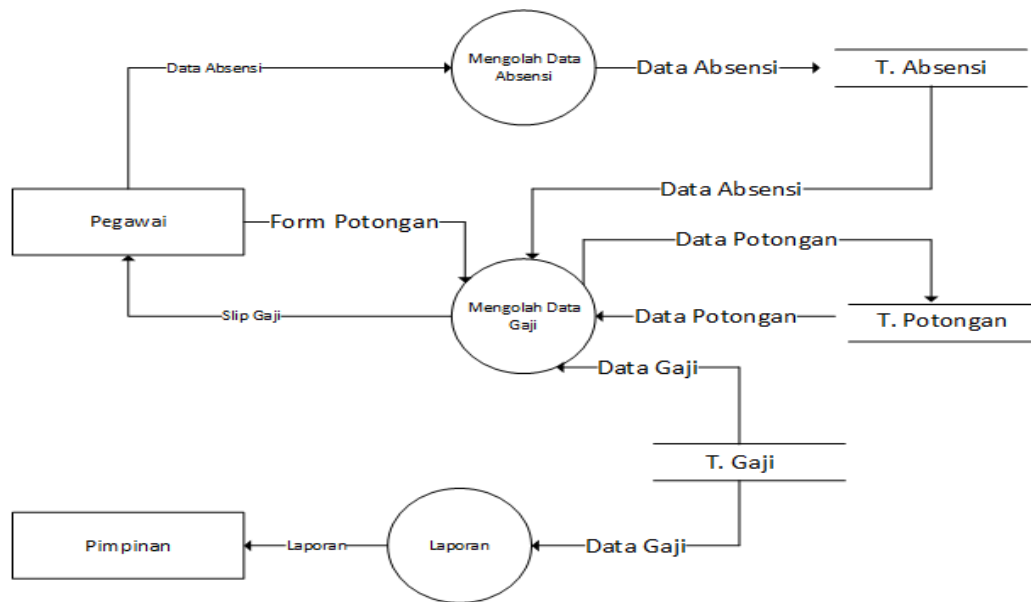 Mengolah Data
Absensi
Data Absensi
Data Absensi
T. Absensi
Data Absensi
Pegawai
Form Potongan
Data Potongan
Mengolah Data
Gaji
Slip Gaji
Data Potongan
T. Potongan
Data Gaji
T. Gaji
Pimpinan
Laporan
Laporan
Data Gaji